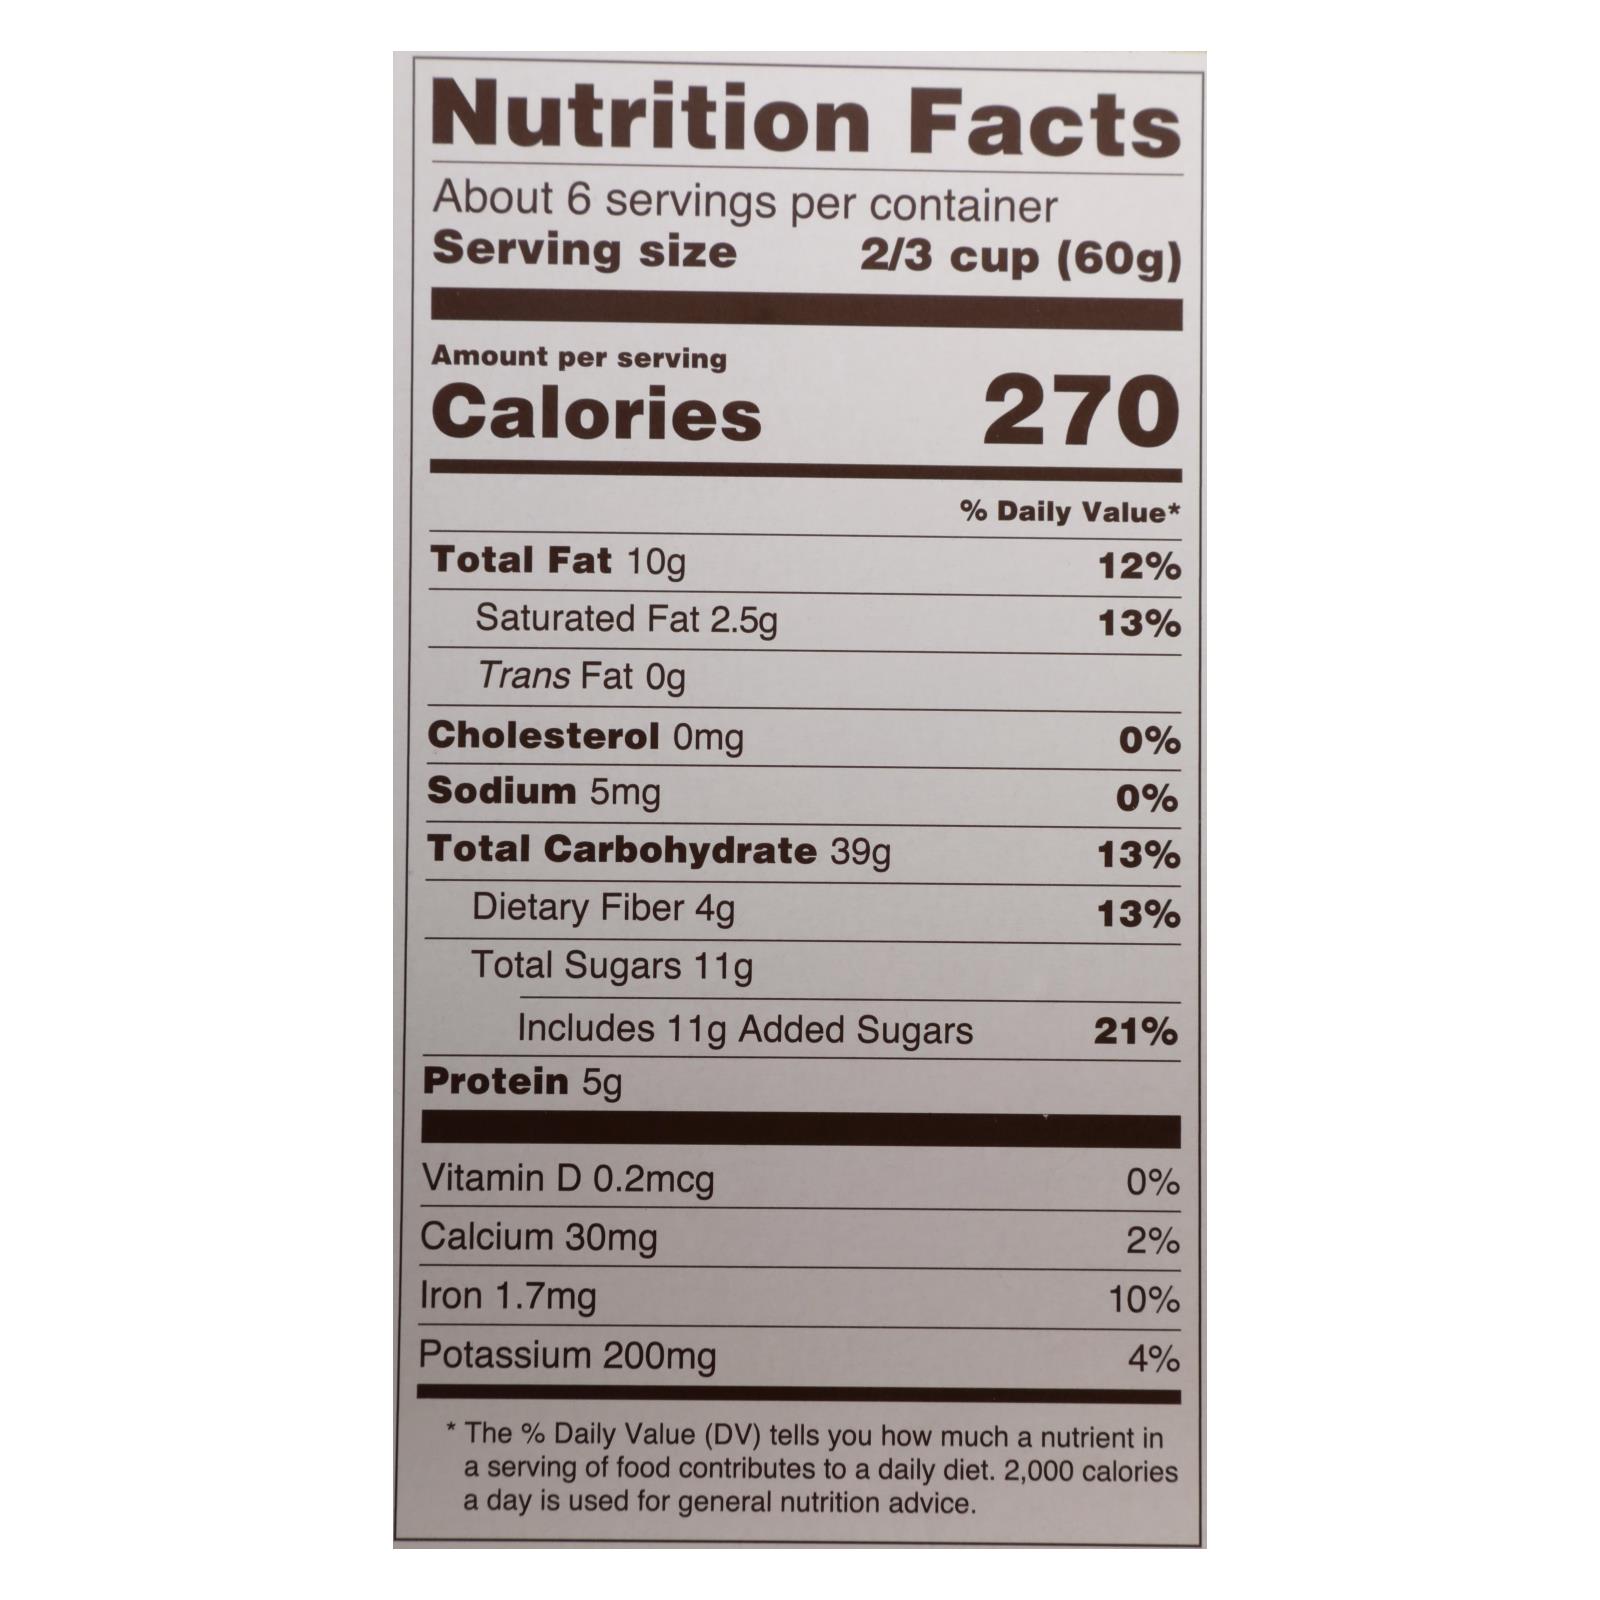 Nutrition Facts
About 6 servings per container
Serving size 2/3 cup (60g)
Amount per serving
Calories 270
% Daily Value*
Total Fat 10g 12%
Saturated Fat 2.5g 13%
Trans Fat 0g
Cholesterol 0mg 0%
Sodium 5mg 0%
Total Carbohydrate 39g 13%
Dietary Fiber 4g 13%
Total Sugars 11g
Includes 11g Added Sugars 21%
Protein 5g
Vitamin D 0.2mcg 0%
Calcium 30mg 2%
Iron 1.7mg 10%
Potassium 200mg 4%
* The % Daily Value (DV) tells you how much a nutrient in
a serving of food contributes to a daily diet. 2,000 calories
a day is used for general nutrition advice.